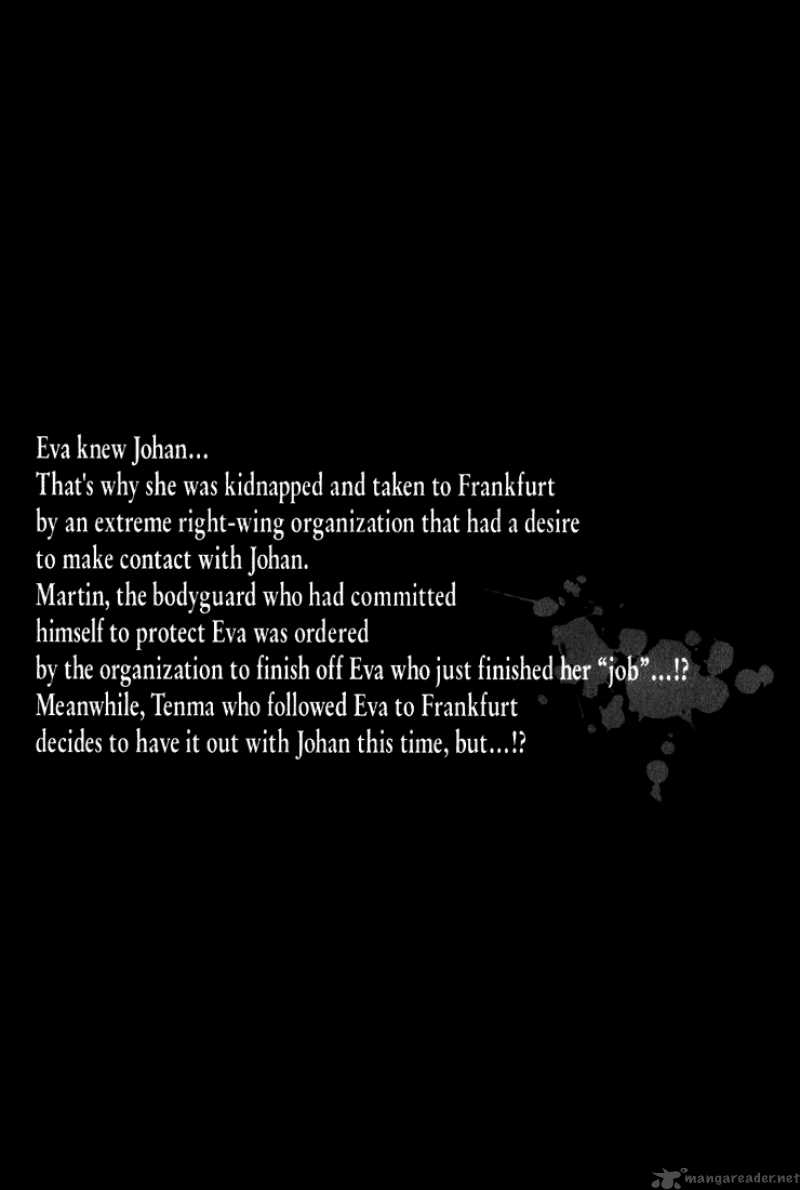 Eva knew Johan...
That's why she was kidnapped and taken to Frankfurt
by an extreme right-wing organization that had a desire
to make contact with Johan.
Martin, the bodyguard who had committed
himself to protect Eva was ordered
by the organization to finish off Eva who just finished her “job”...!?
Meanwhile, Tenma who followed Eva to Frankfurt
decides to have it out with Johan this time, but...!?
mangareader.net